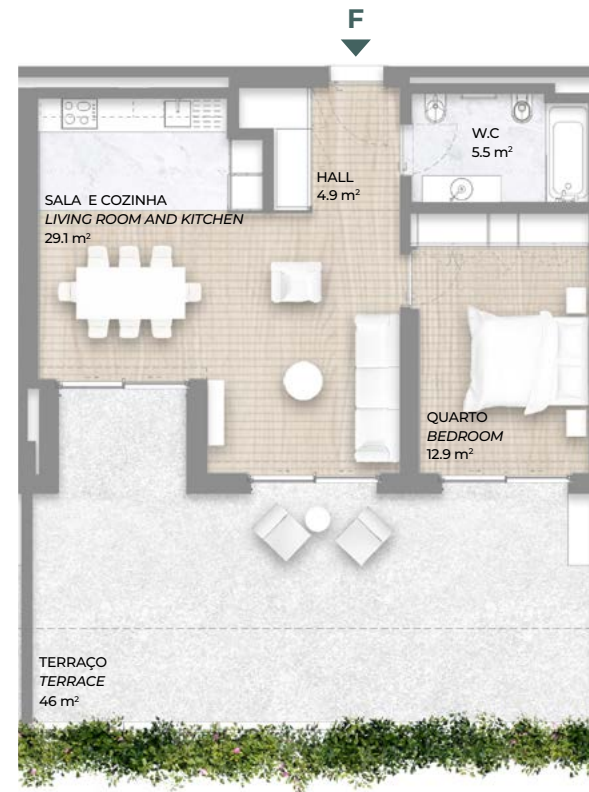 F
W.C
5.5 m²
HALL
4.9 m²
SALA E COZINHA
LIVING ROOM AND KITCHEN
29.1 m²
QUARTO
BEDROOM
12.9 m²
TERRAÇO
TERRACE
46 m²